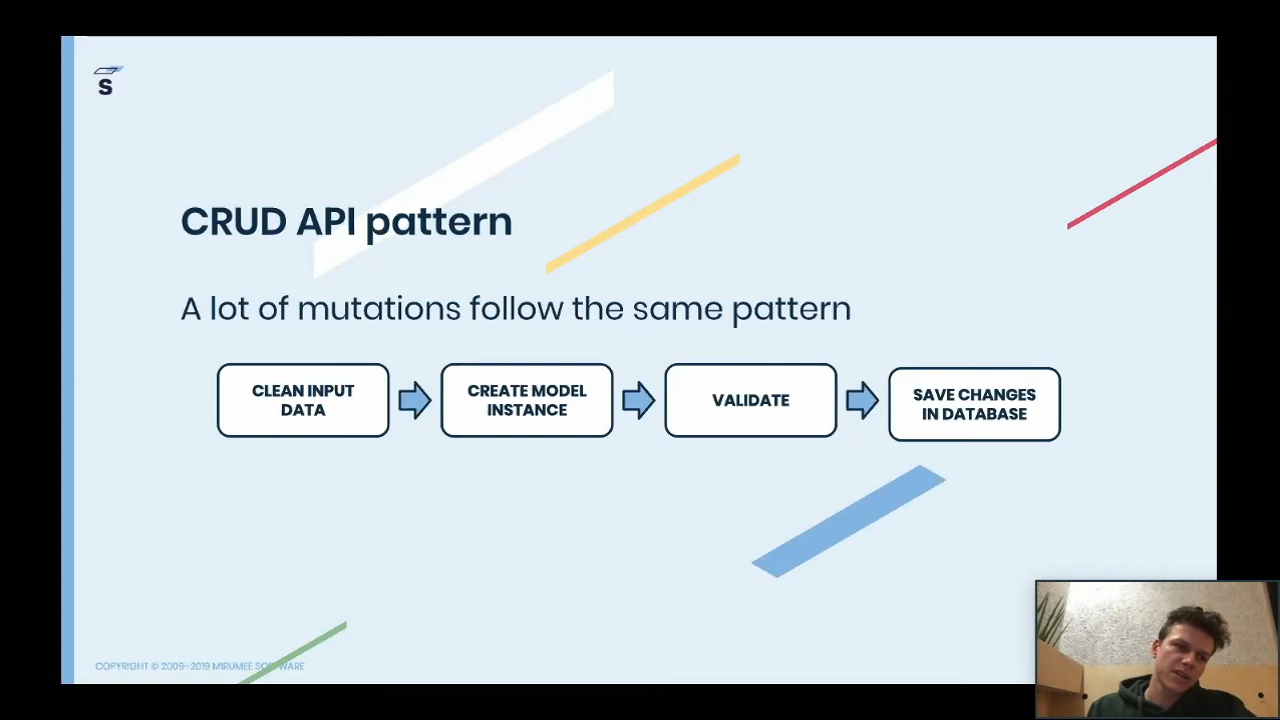 S
CRUD API pattern
A lot of mutations follow the same pattern
CLEAN INPUT
DATA
CREATE MODEL
INSTANCE
VALIDATE
SAVE CHANGES
IN DATABASE
COPYRIGHT © 2009–2019 MIRUMEE SOFTWARE
S